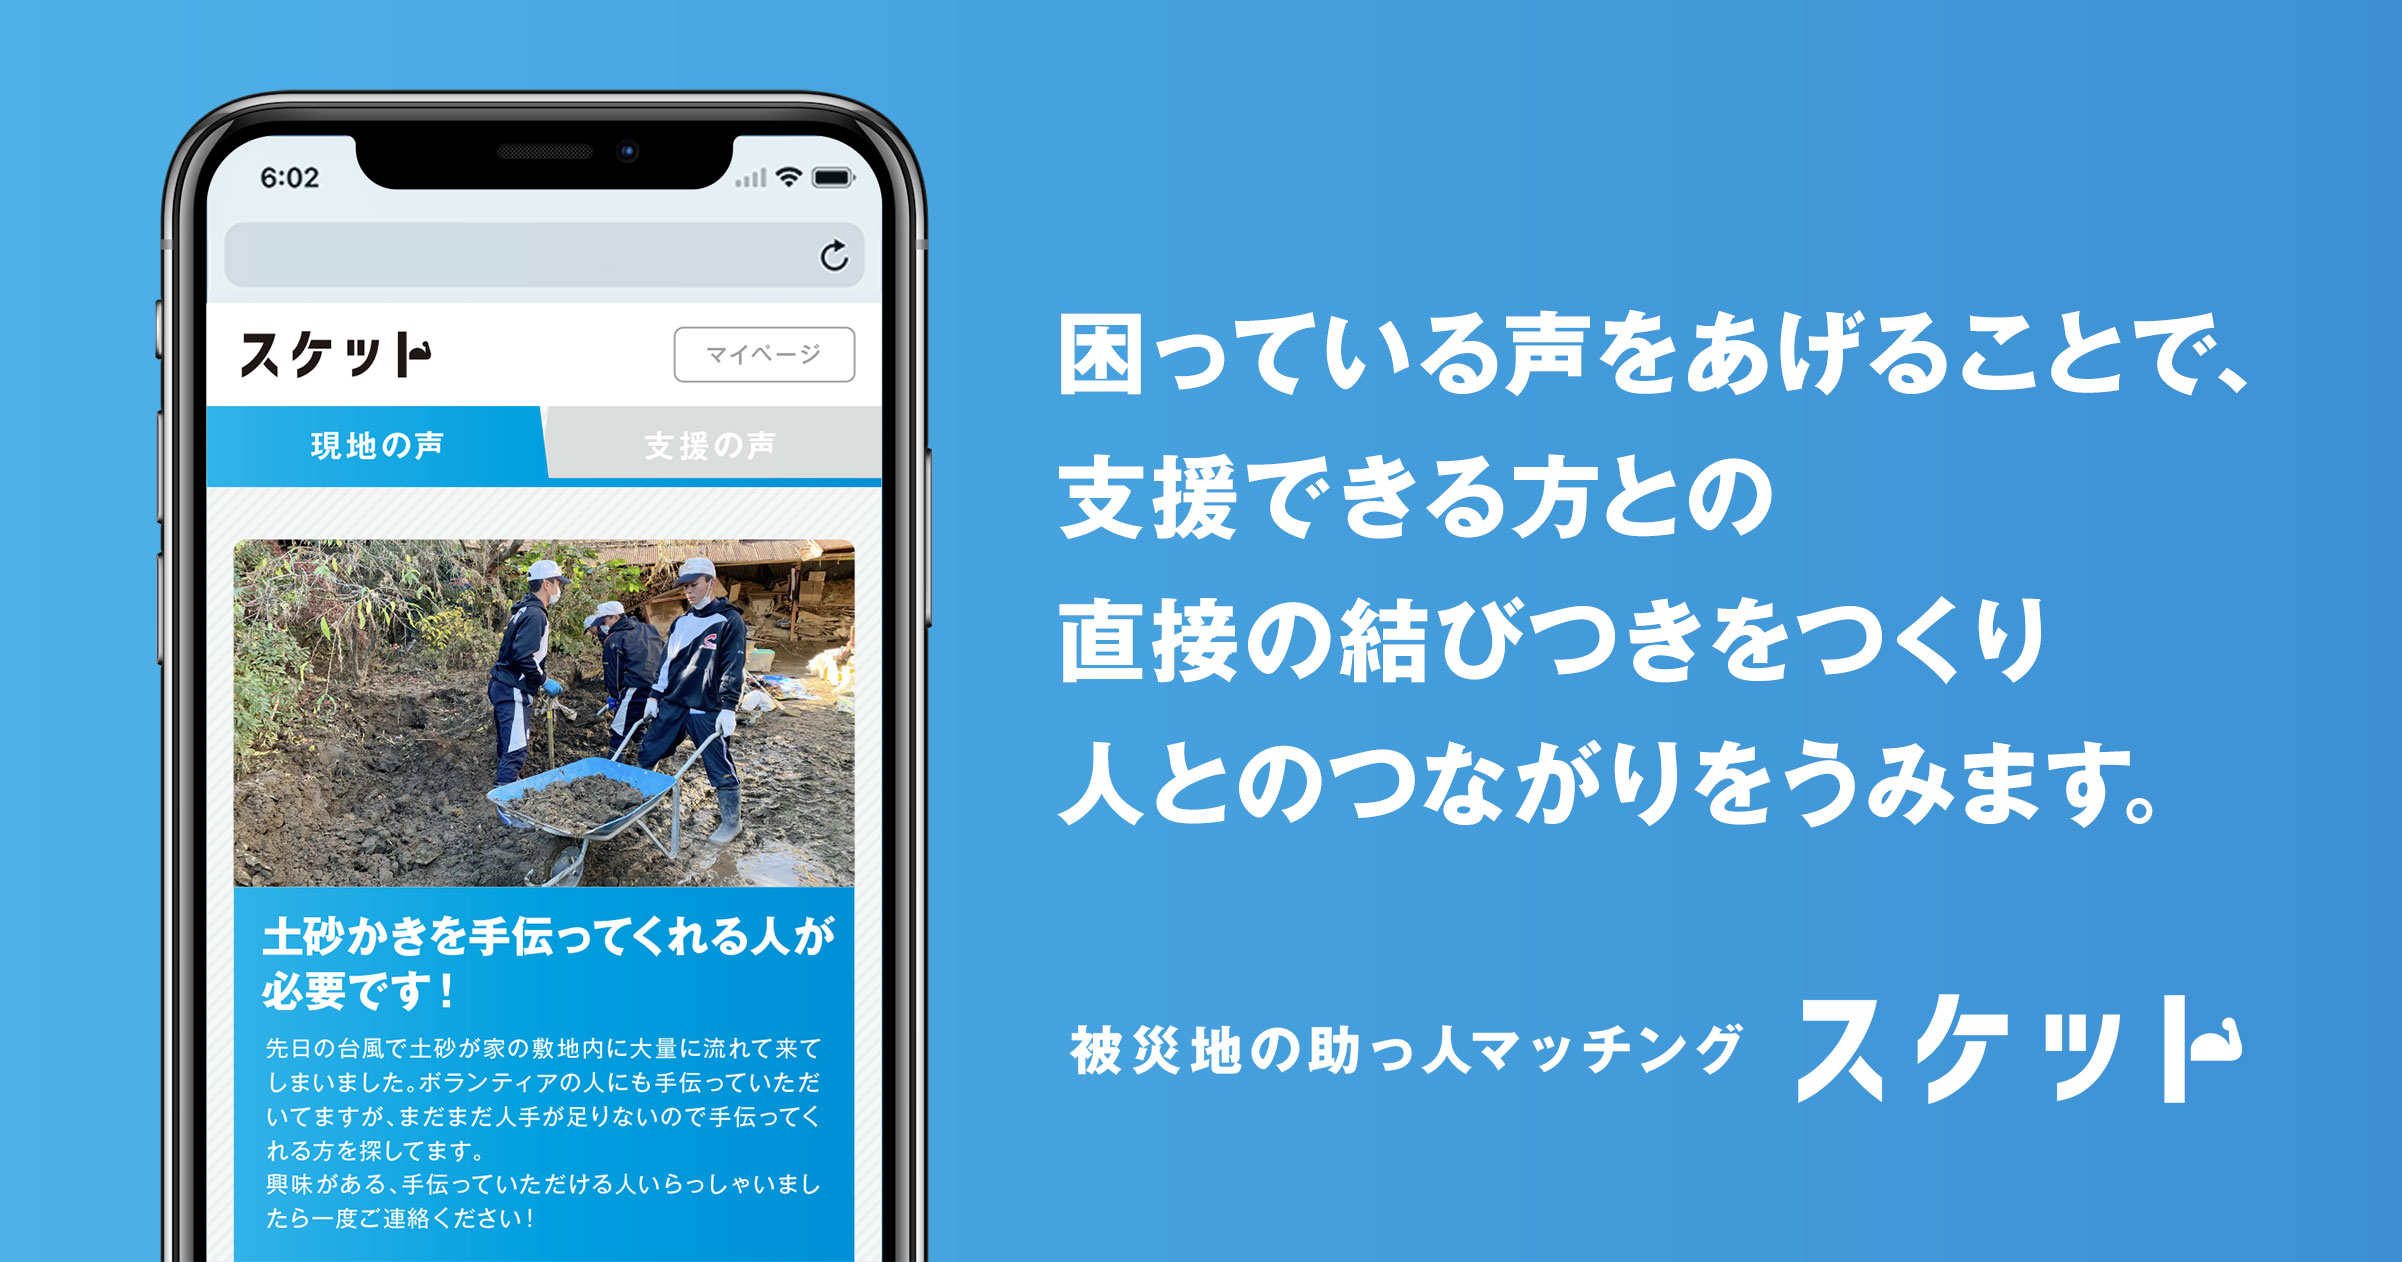 6:02
スケット
マイページ
現地の声
支援の声
土砂かきを手伝ってくれる人が
必要です！
先日の台風で土砂が家の敷地内に大量に流れて来て
しまいました。ボランティアの人にも手伝っていただ
いてますが、まだまだ人手が足りないので手伝ってく
れる方を探してます。
興味がある、手伝っていただける人いらっしゃいまし
たら一度ご連絡ください！
困っている声をあげることで、
支援できる方との
直接の結びつきをつくり
人とのつながりをうみます。
被災地の助っ人マッチング スケット